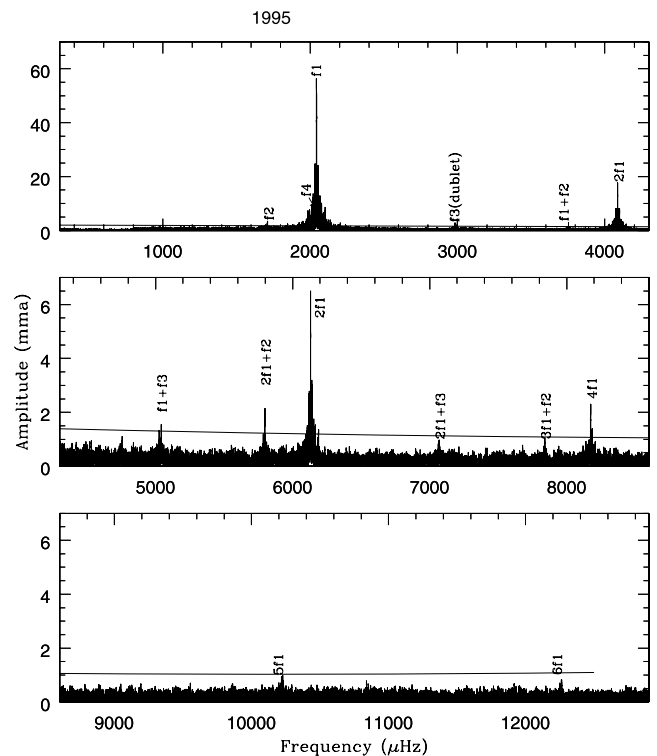 1995
60
40
20
0
f2
f4
f1
f3(dublet)
f1+f2
2f1
1000 2000 3000 4000
Amplitude (mma)
6
4
2
0
f1+f3
2f1+f2
2f1
2f1+f3
3f1+f2
4f1
5000 6000 7000 8000
6
4
2
0
5f1
6f1
9000 10000 11000 12000
Frequency (μHz)